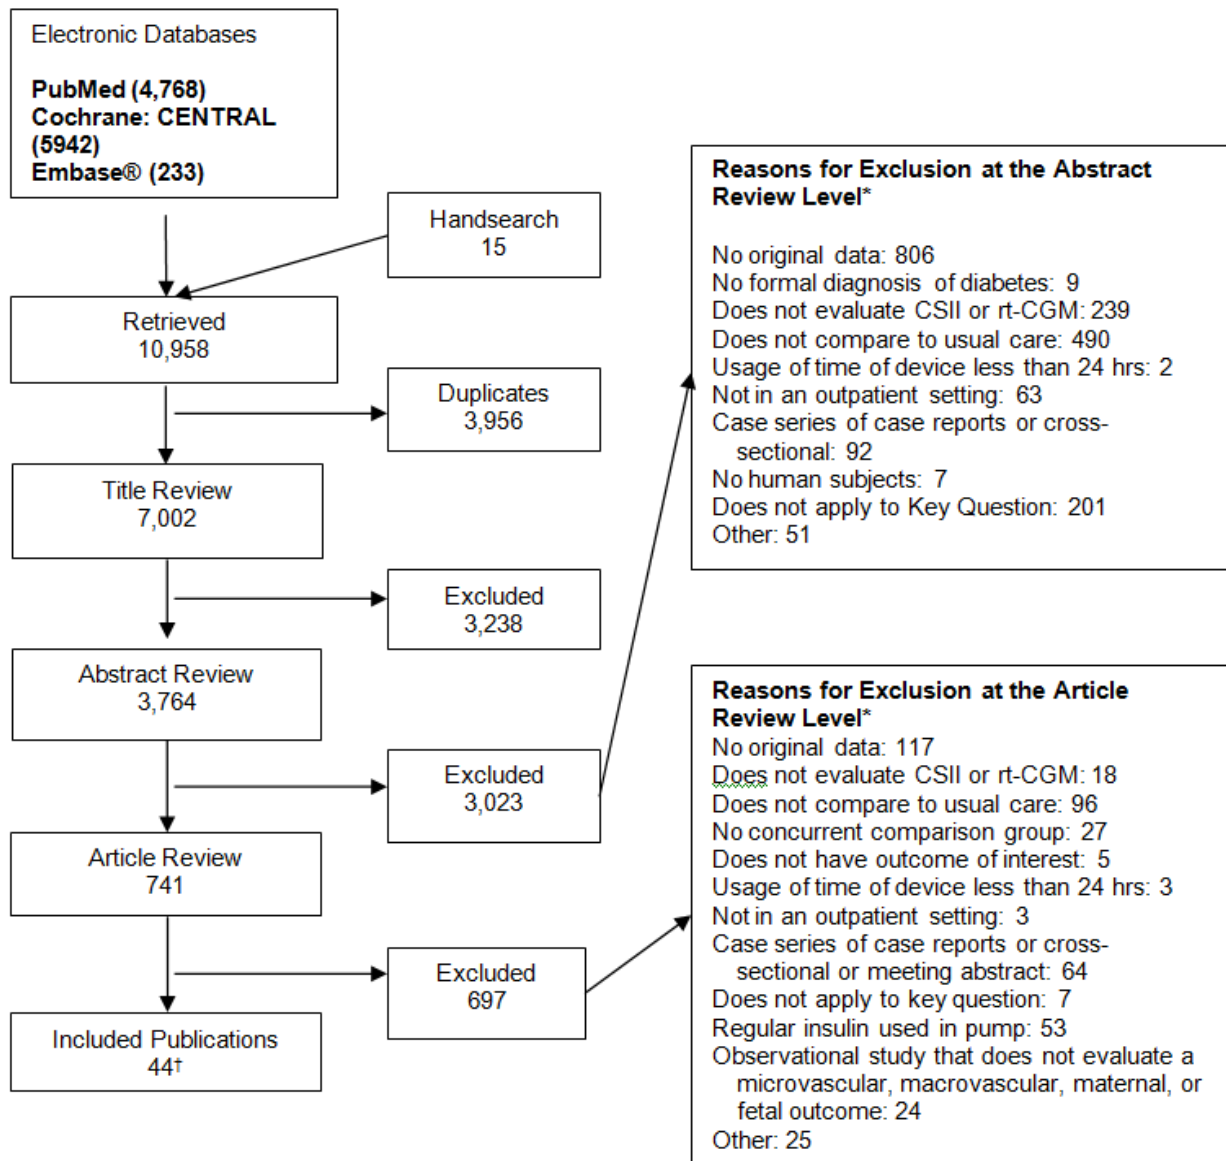 Electronic Databases
PubMed (4,768)
Cochrane: CENTRAL
(5942)
Embase® (233)
Handsearch
15
Retrieved
10,958
Duplicates
3,956
Title Review
7,002
Excluded
3,238
Abstract Review
3,764
Excluded
3,023
Article Review
741
Excluded
697
Included Publications
44†
Reasons for Exclusion at the Abstract
Review Level*
No original data: 806
No formal diagnosis of diabetes: 9
Does not evaluate CSII or rt-CGM: 239
Does not compare to usual care: 490
Usage of time of device less than 24 hrs: 2
Not in an outpatient setting: 63
Case series of case reports or cross-
sectional: 92
No human subjects: 7
Does not apply to Key Question: 201
Other: 51
Reasons for Exclusion at the Article
Review Level*
No original data: 117
Does not evaluate CSII or rt-CGM: 18
Does not compare to usual care: 96
No concurrent comparison group: 27
Does not have outcome of interest: 5
Usage of time of device less than 24 hrs: 3
Not in an outpatient setting: 3
Case series of case reports or cross-
sectional or meeting abstract: 64
Does not apply to key question: 7
Regular insulin used in pump: 53
Observational study that does not evaluate a
microvascular, macrovascular, maternal, or
fetal outcome: 24
Other: 25